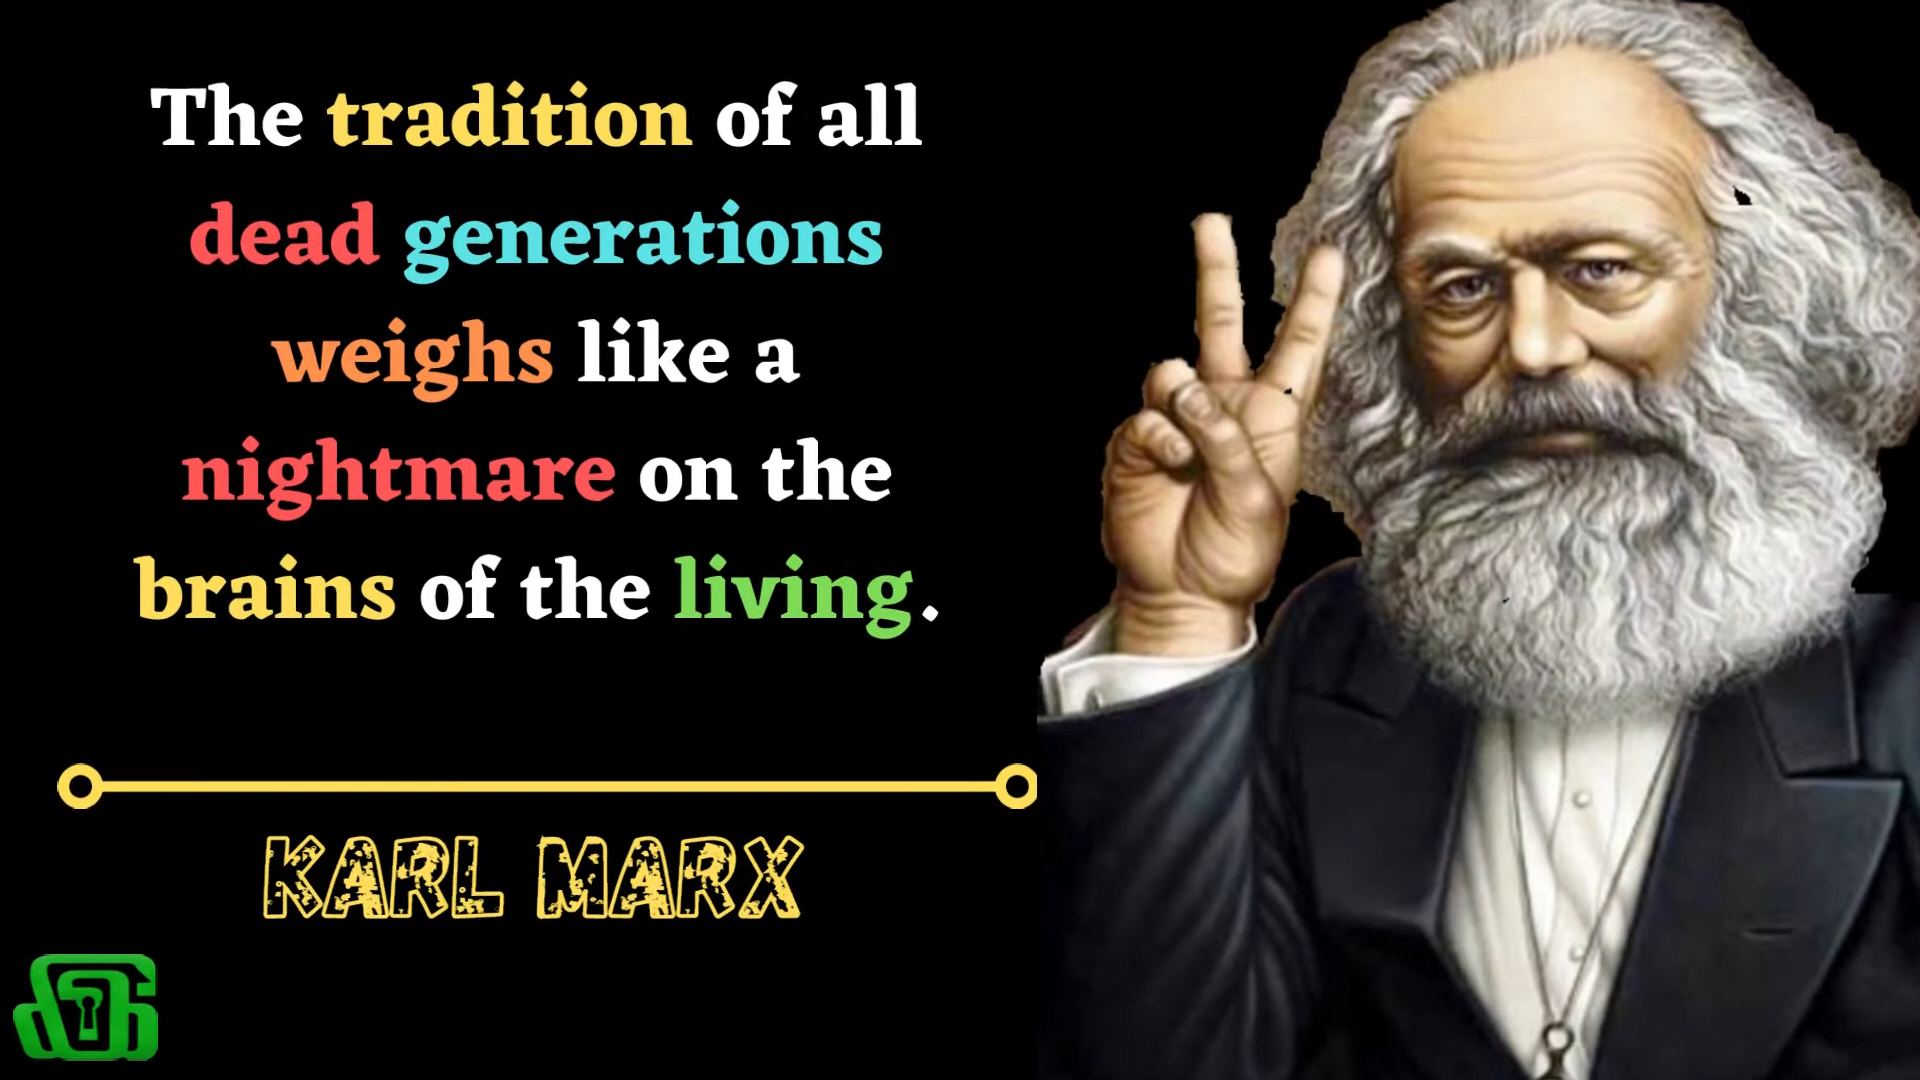 The tradition of all
dead generations
weighs like a
nightmare on the
brains of the living.
KARL MARX